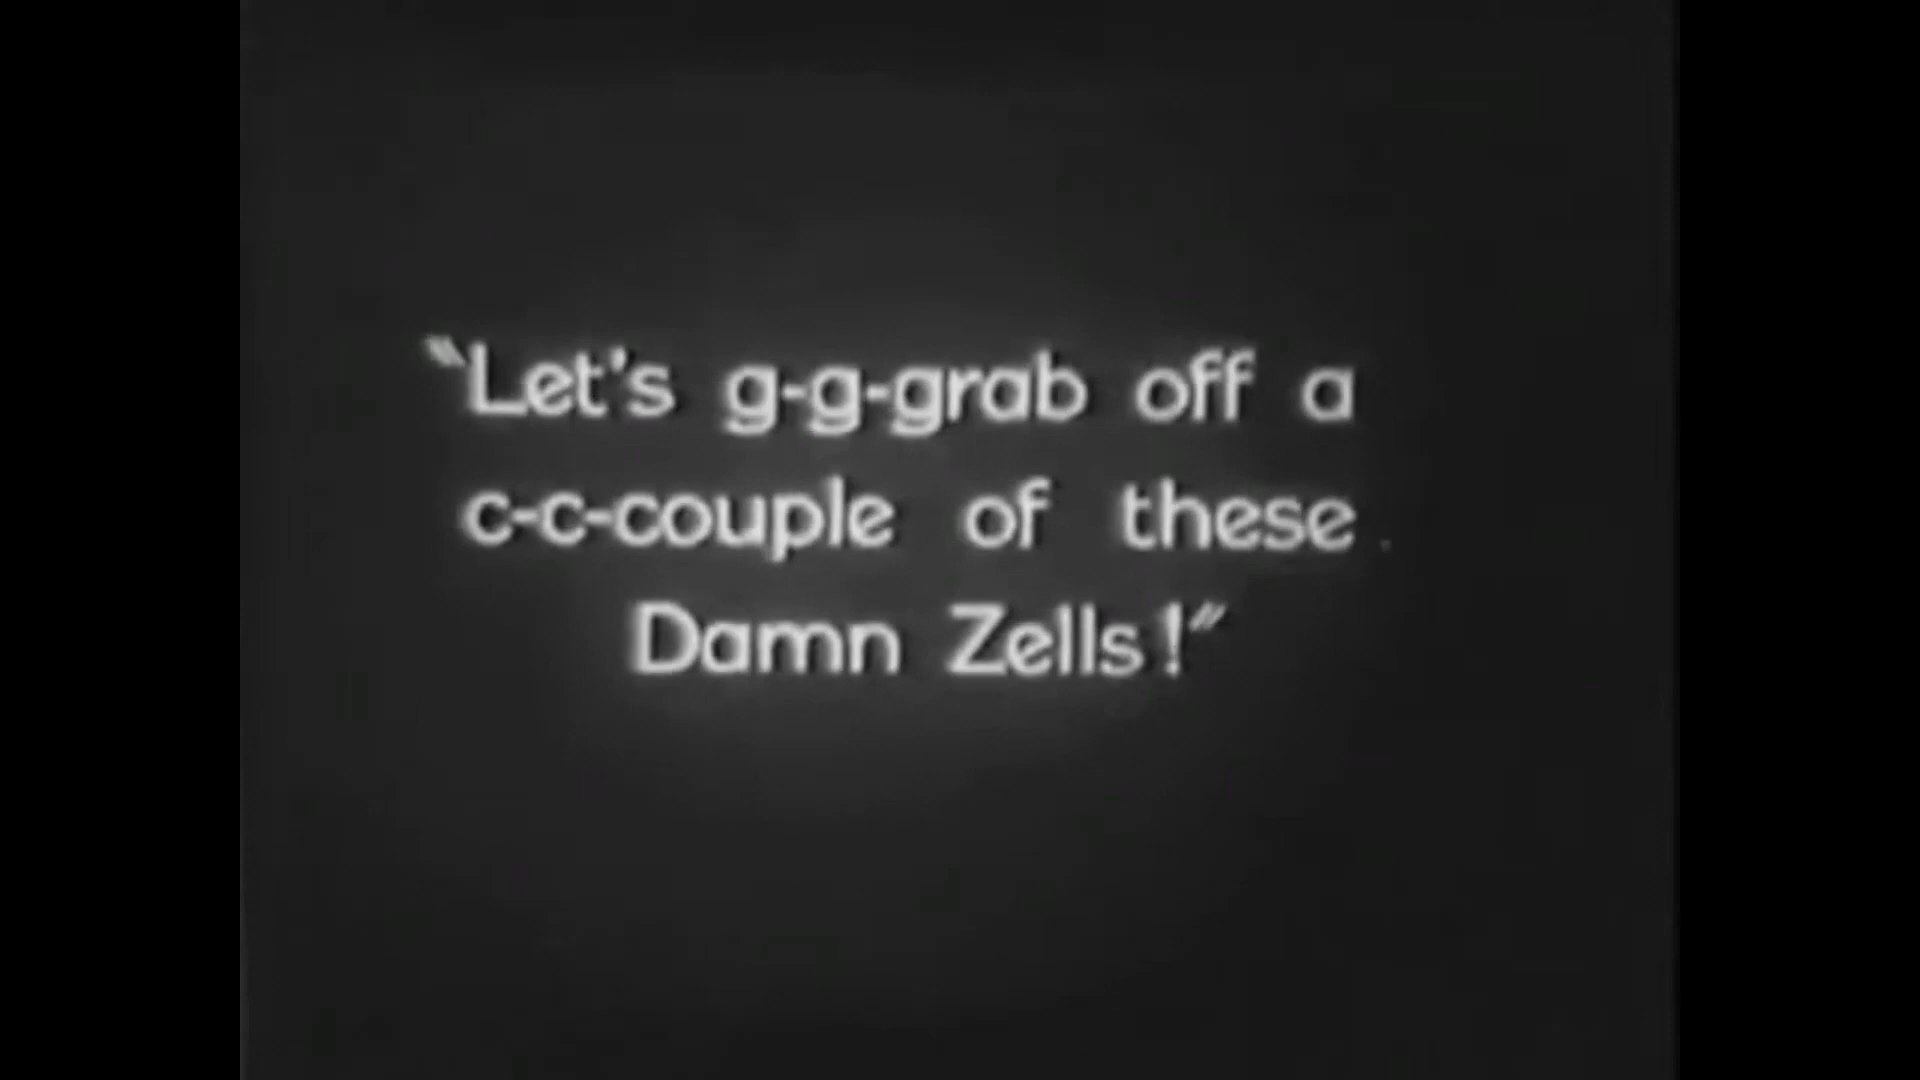 "Let's g-g-grab off a
c-c-couple of these
Damn Zells!"